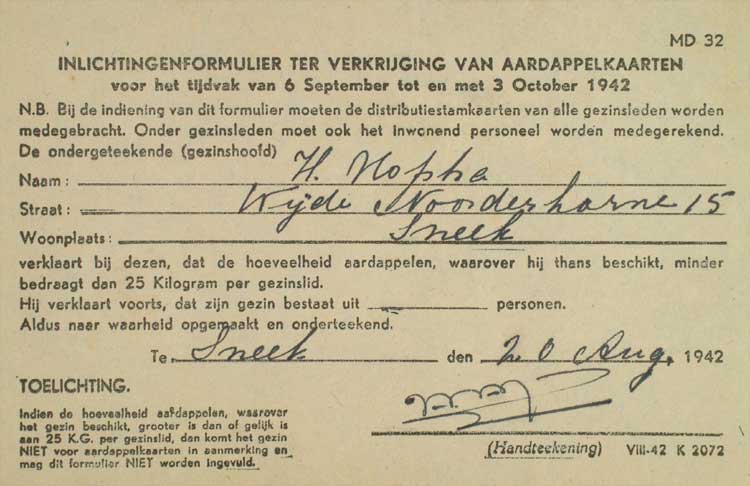 MD 32
INLICHTINGENFORMULIER TER VERKRIJGING VAN AARDAPPELKAARTEN
voor het tijdvak van 6 September tot en met 3 October 1942
N.B. Bij de indiening van dit formulier moeten de distributiestamkaarten van alle gezinsleden worden
medegebracht. Onder gezinsleden moet ook het inwonend personeel worden medegerekend.
De ondergeteekende (gezinshoofd)
Naam: H.
Straat: Wijde Noorderhorne 15
Woonplaats: Sneek
verklaart bij dezen, dat de hoeveelheid aardappelen, waarover hij thans beschikt, minder
bedraagt dan 25 Kilogram per gezinslid.
Hij verklaart voorts, dat zijn gezin bestaat uit personen.
Aldus naar waarheid opgemaakt en onderteekend.
Te Sneek den 20 Aug. 1942
TOELICHTING.
Indien de hoeveelheid aardappelen, waarover
het gezin beschikt, grooter is dan of gelijk is
aan 25 K.G. per gezinslid, dan komt het gezin
NIET voor aardappelkaarten in aanmerking en
mag dit formulier NIET worden ingevuld.
(Handteekening) VIII-42 K 2072